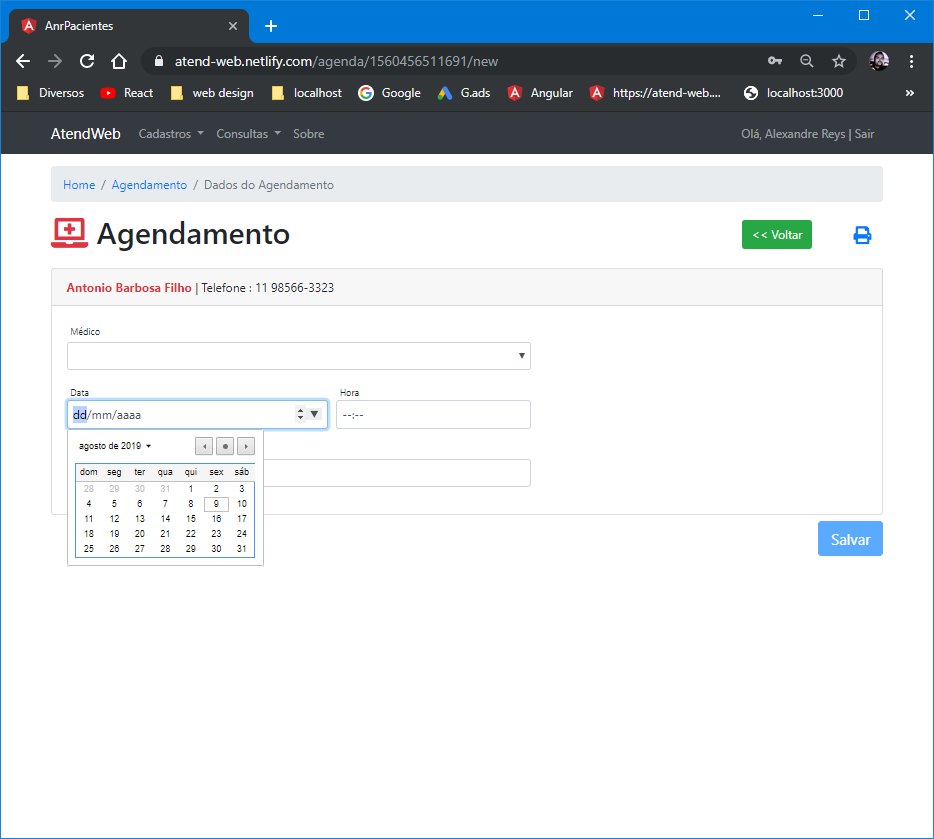 AnrPacientes
atend-web.netlify.com/agenda/1560456511691/new
Diversos React web design localhost Google G.ads Angular https://atend-web.... localhost:3000 »
AtendWeb Cadastros Consultas Sobre Olá, Alexandre Reys | Sair
Home / Agendamento / Dados do Agendamento
Agendamento << Voltar
Antonio Barbosa Filho | Telefone : 11 98566-3323
Médico
Data Hora
dd/mm/aaaa --:--
agosto de 2019
dom seg ter qua qui sex sáb
28 29 30 31 1 2 3
4 5 6 7 8 9 10
11 12 13 14 15 16 17
18 19 20 21 22 23 24
25 26 27 28 29 30 31
Salvar